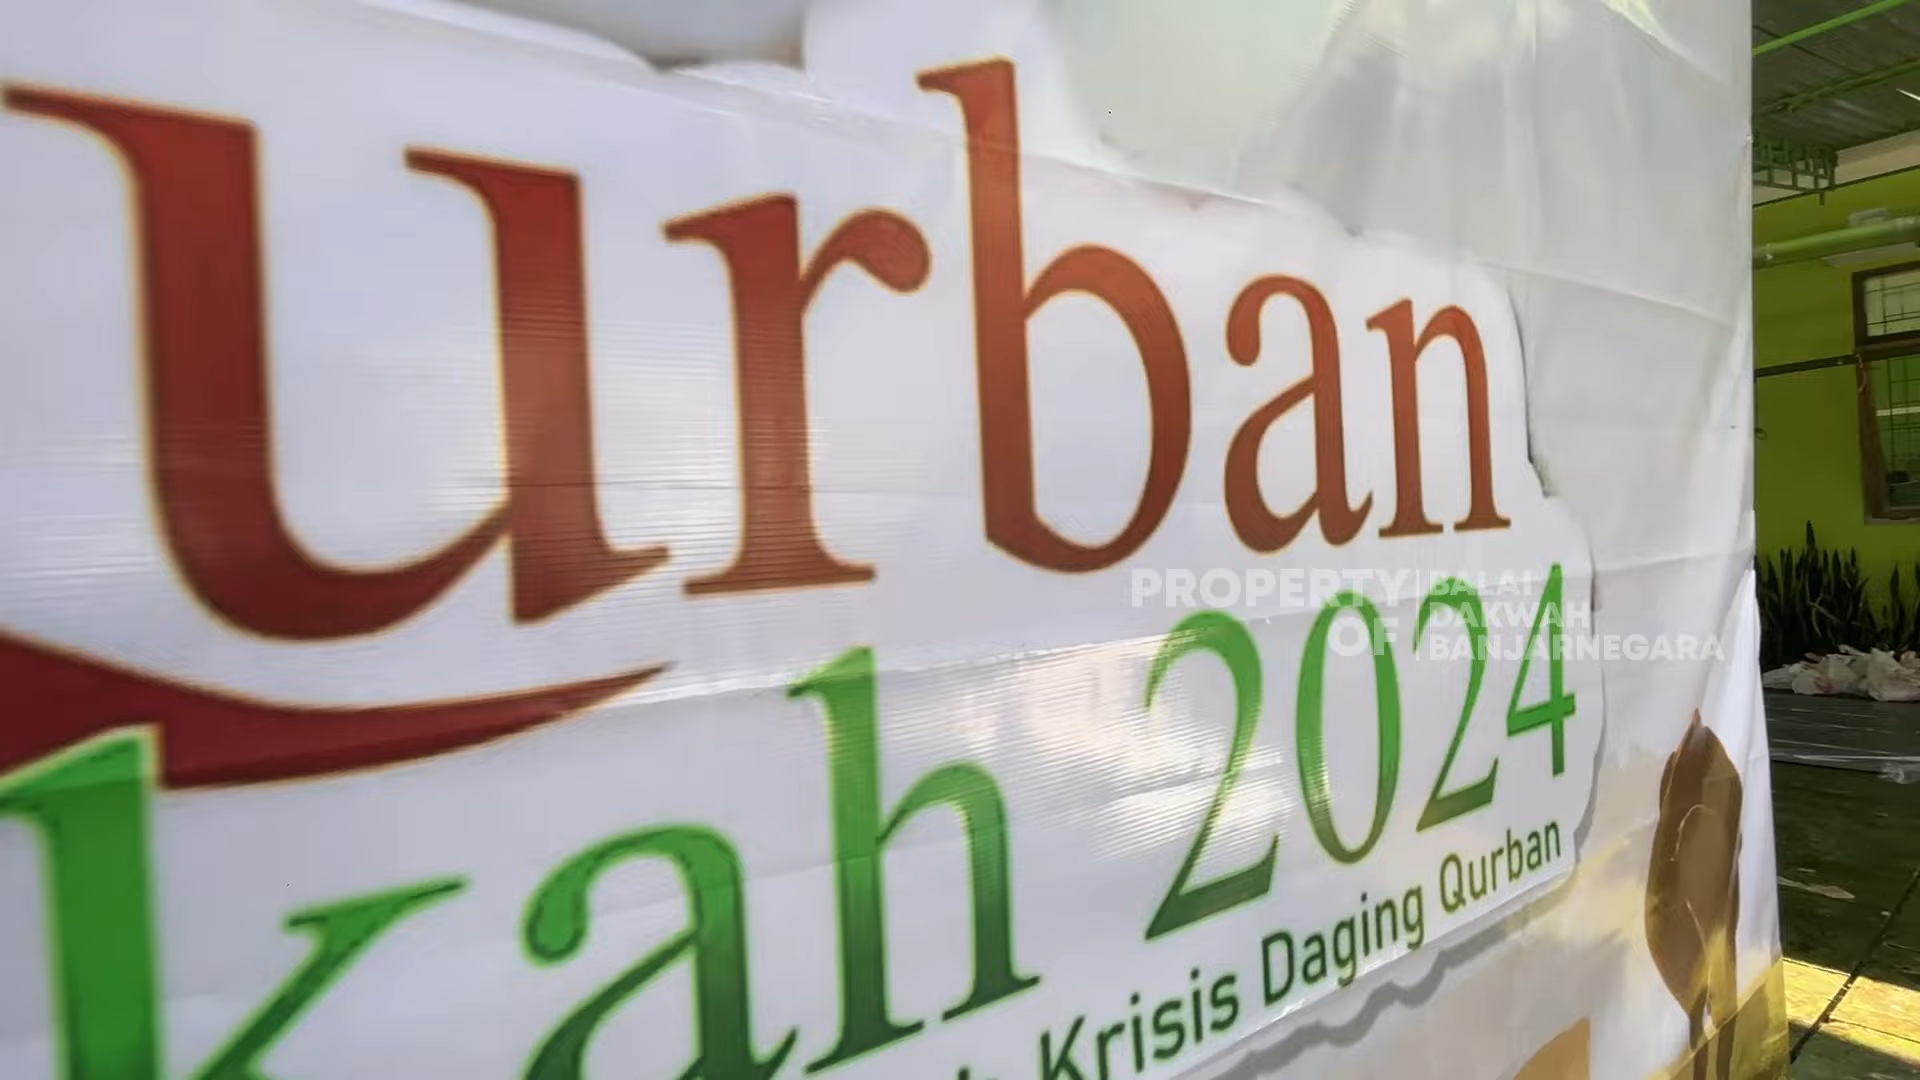 urban
kah 2024
Krisis Daging Qurban
PROPERTY OF
BALAI
DAKWAH
BANJARNEGARA